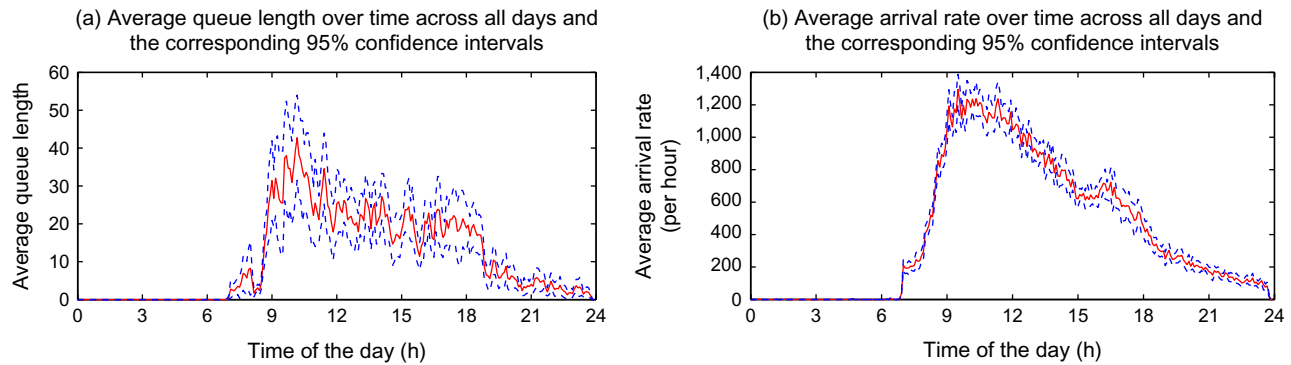 (a) Average queue length over time across all days and
the corresponding 95% confidence intervals
60
50
40
30
20
10
0
Average queue length
0 3 6 9 12 15 18 21 24
Time of the day (h)
(b) Average arrival rate over time across all days and
the corresponding 95% confidence intervals
1,400
1,200
1,000
800
600
400
200
0
Average arrival rate
(per hour)
0 3 6 9 12 15 18 21 24
Time of the day (h)